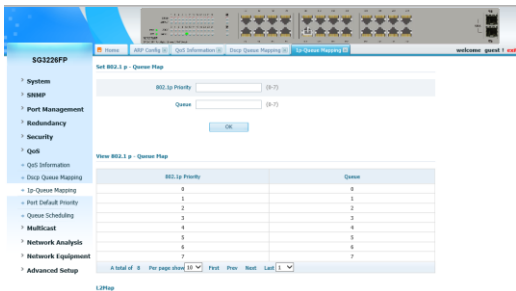 Home ARP Config QoS Information Dscp Queue Mapping 1p-Queue Mapping welcome guest !
SG3226FP
Set 802.1 p - Queue Map
System
802.1p Priority (0-7)
SNMP
Port Management
Queue (0-7)
Redundancy
OK
Security
QoS
View 802.1 p - Queue Map
QoS Information
Dscp Queue Mapping
802.1p Priority Queue
1p-Queue Mapping
0 0
Port Default Priority
1 1
Queue Scheduling
2 2
3 3
Multicast
4 4
Network Analysis
5 5
6 6
Network Equipment
7 7
Advanced Setup
A total of 8 Per page show 10 First Prev Next Last 1
L2Map